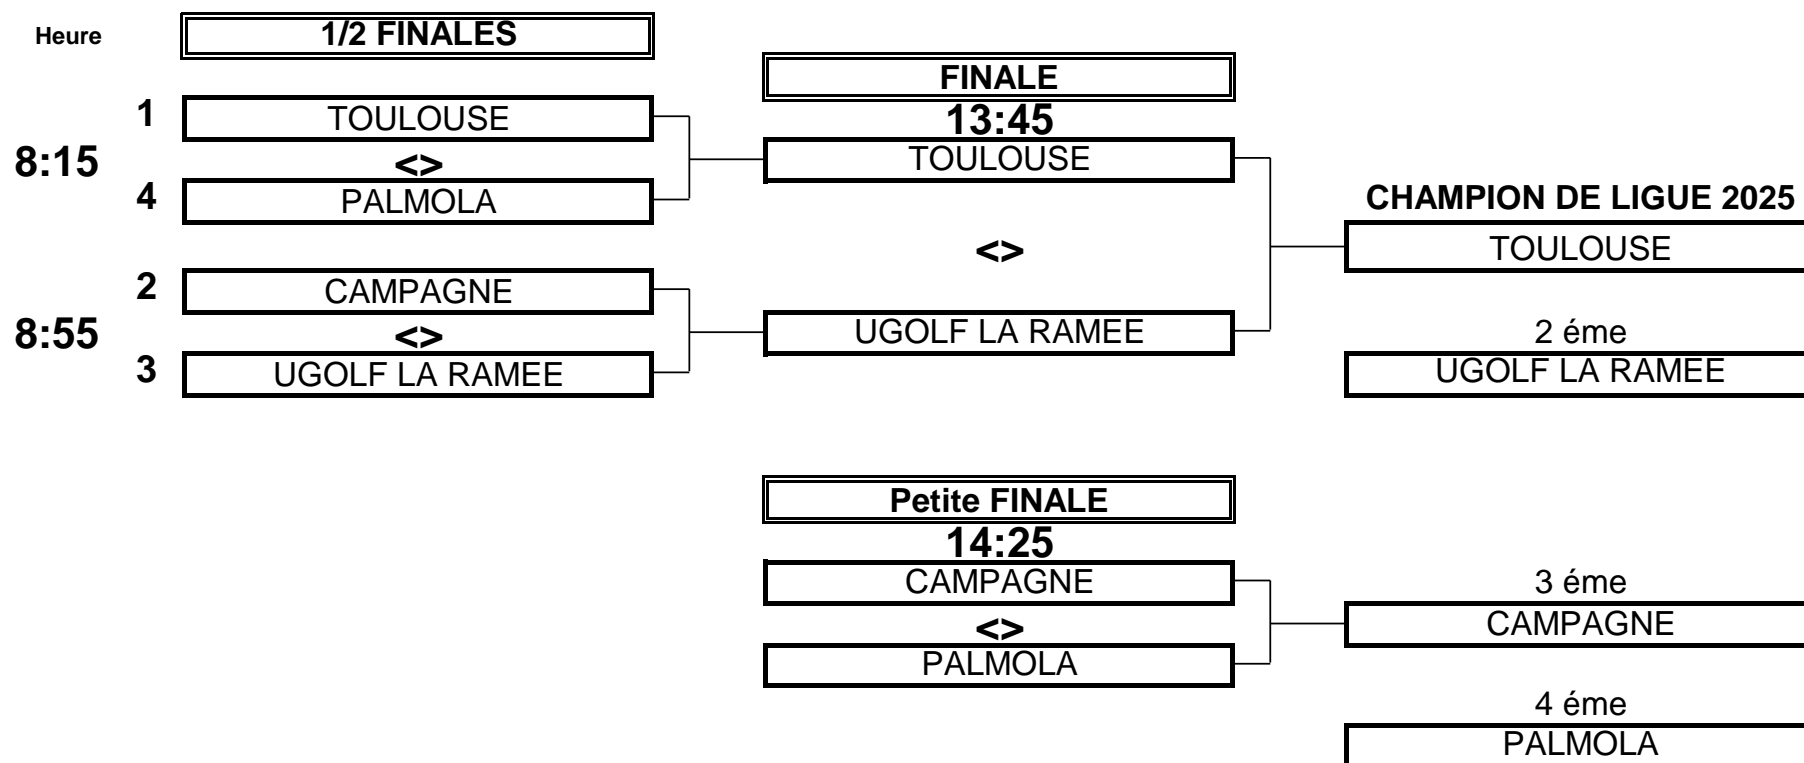 Heure
1/2 FINALES
FINALE
13:45
1
TOULOUSE
8:15
<>
4
PALMOLA
TOULOUSE
CHAMPION DE LIGUE 2025
TOULOUSE
<>
2
CAMPAGNE
8:55
<>
3
UGOLF LA RAMEE
UGOLF LA RAMEE
2 éme
UGOLF LA RAMEE
Petite FINALE
14:25
CAMPAGNE
<>
PALMOLA
3 éme
CAMPAGNE
4 éme
PALMOLA